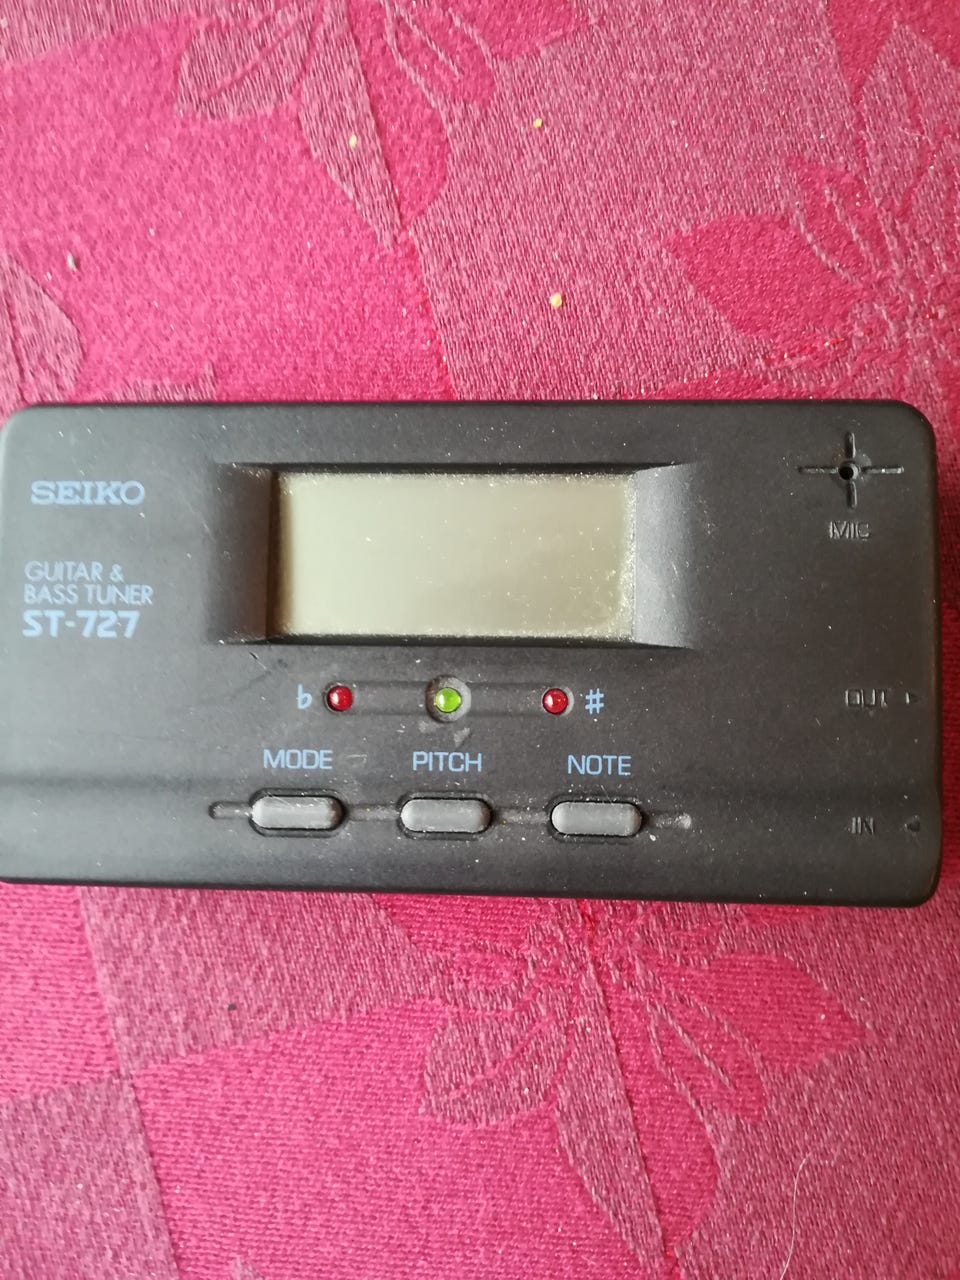 SEIKO
GUITAR &
BASS TUNER
ST-727
MIC
♭
♯
OUT
MODE
PITCH
NOTE
IN